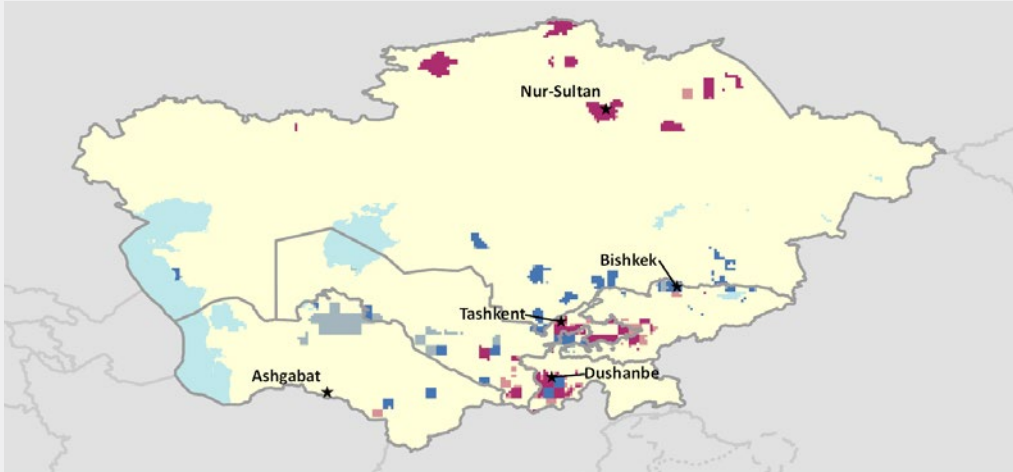 Nur-Sultan
Bishkek
Tashkent
Dushanbe
Ashgabat